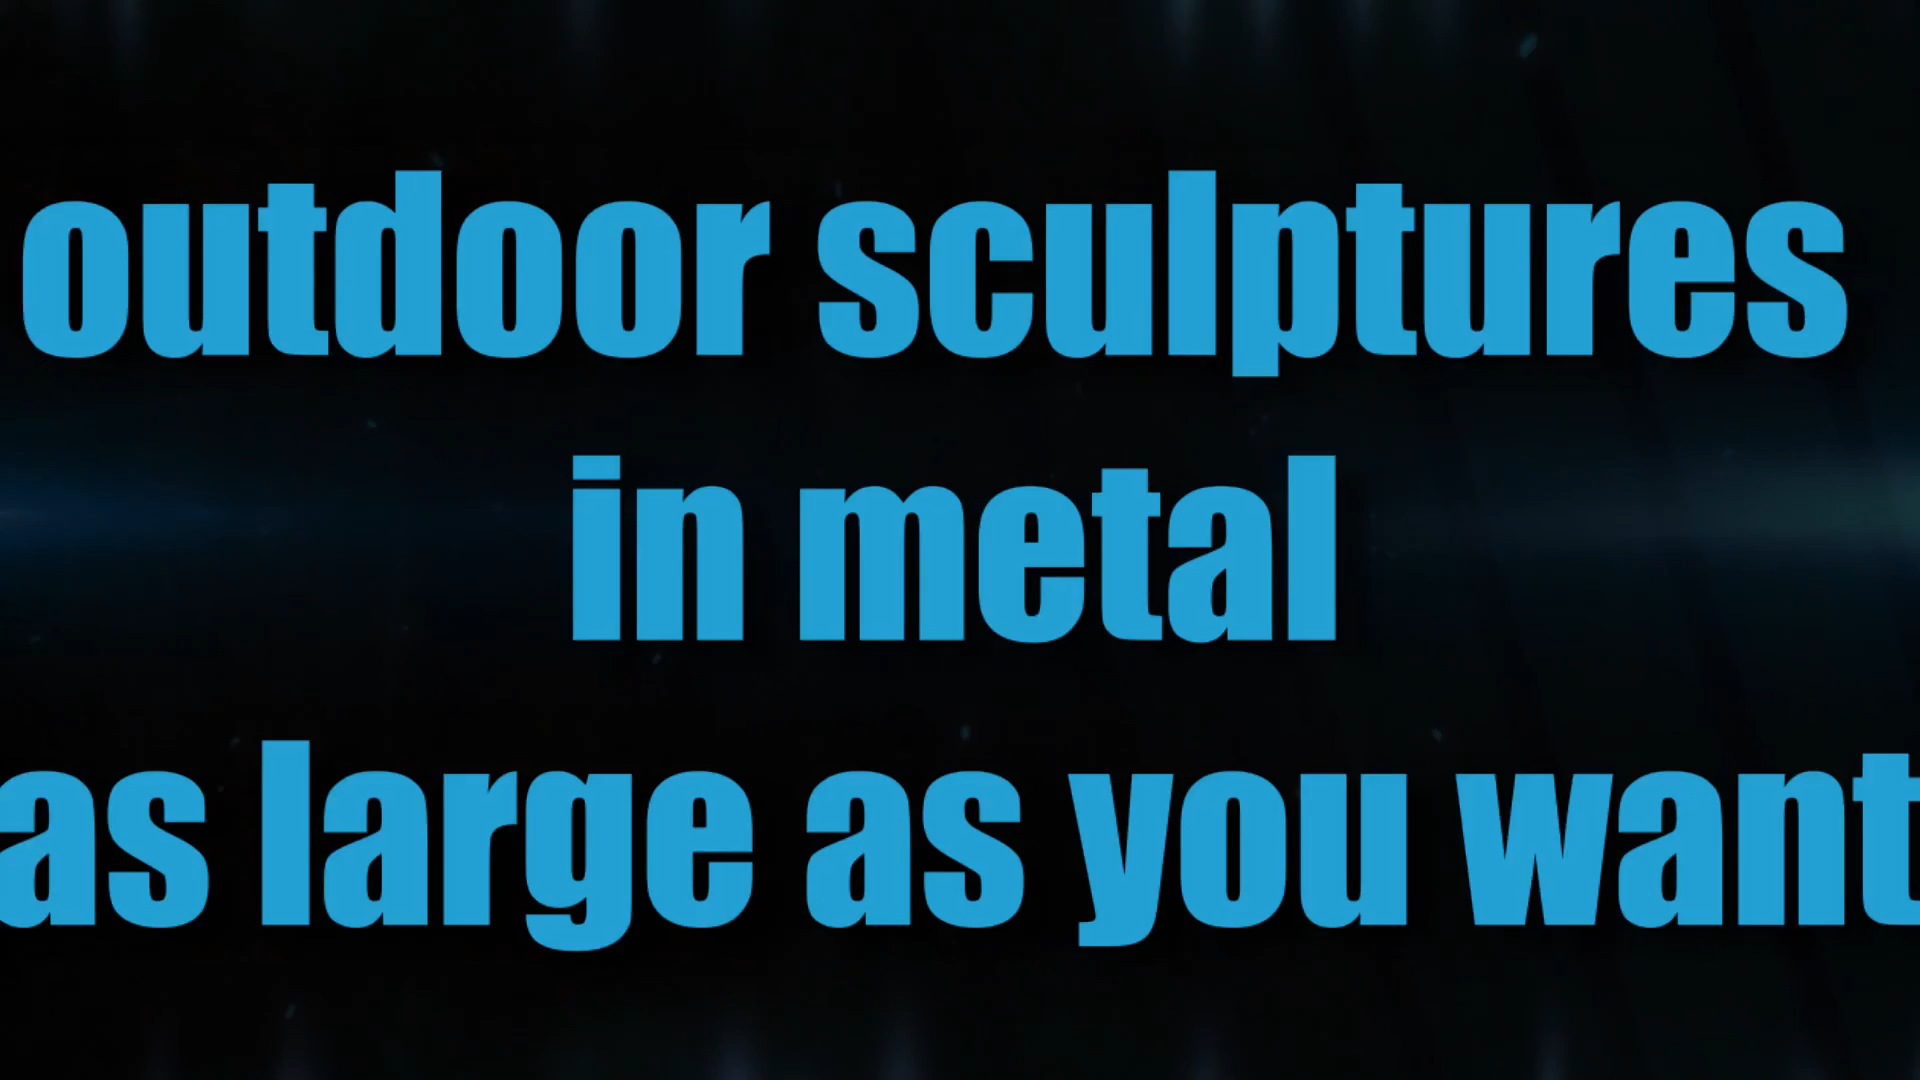 outdoor sculptures
in metal
as large as you want